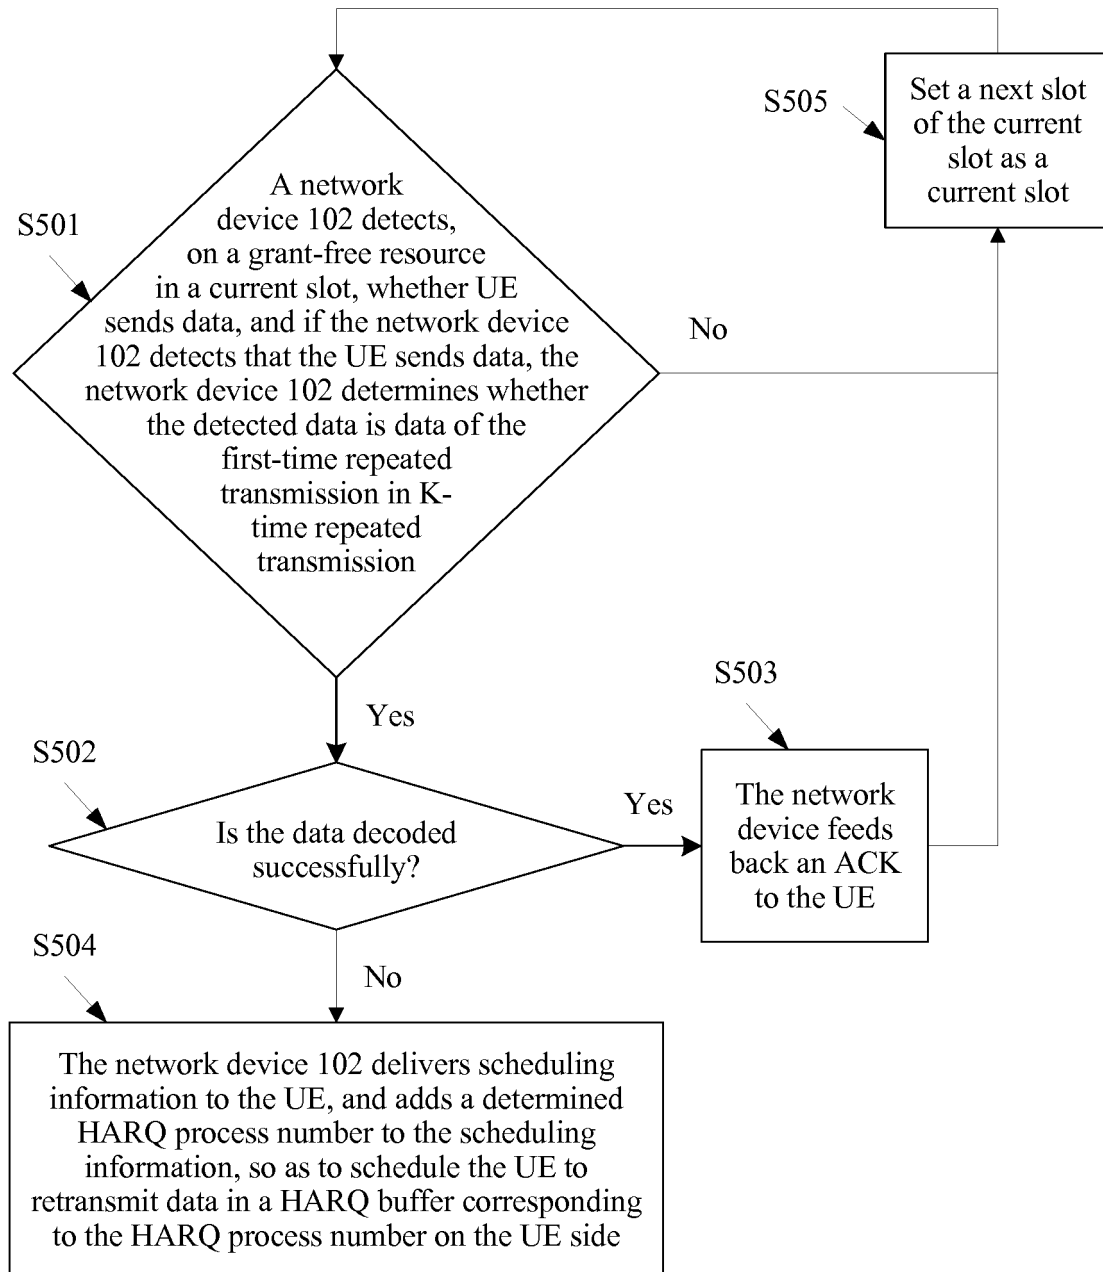 S505
Set a next slot
of the current
slot as a
current slot
S501
A network
device 102 detects,
on a grant-free resource
in a current slot, whether UE
sends data, and if the network device
102 detects that the UE sends data, the
network device 102 determines whether
the detected data is data of the
first-time repeated
transmission in K-
time repeated
transmission
No
Yes
S502
Is the data decoded
successfully?
Yes
S503
The network
device feeds
back an ACK
to the UE
No
S504
The network device 102 delivers scheduling
information to the UE, and adds a determined
HARQ process number to the scheduling
information, so as to schedule the UE to
retransmit data in a HARQ buffer corresponding
to the HARQ process number on the UE side